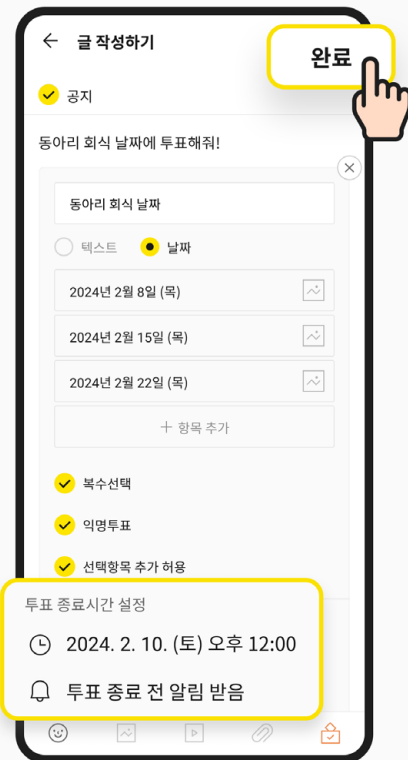 글 작성하기
완료
공지
동아리 회식 날짜에 투표해줘!
동아리 회식 날짜
텍스트 날짜
2024년 2월 8일 (목)
2024년 2월 15일 (목)
2024년 2월 22일 (목)
+ 항목 추가
복수선택
익명투표
선택항목 추가 허용
투표 종료시간 설정
2024. 2. 10. (토) 오후 12:00
투표 종료 전 알림 받음